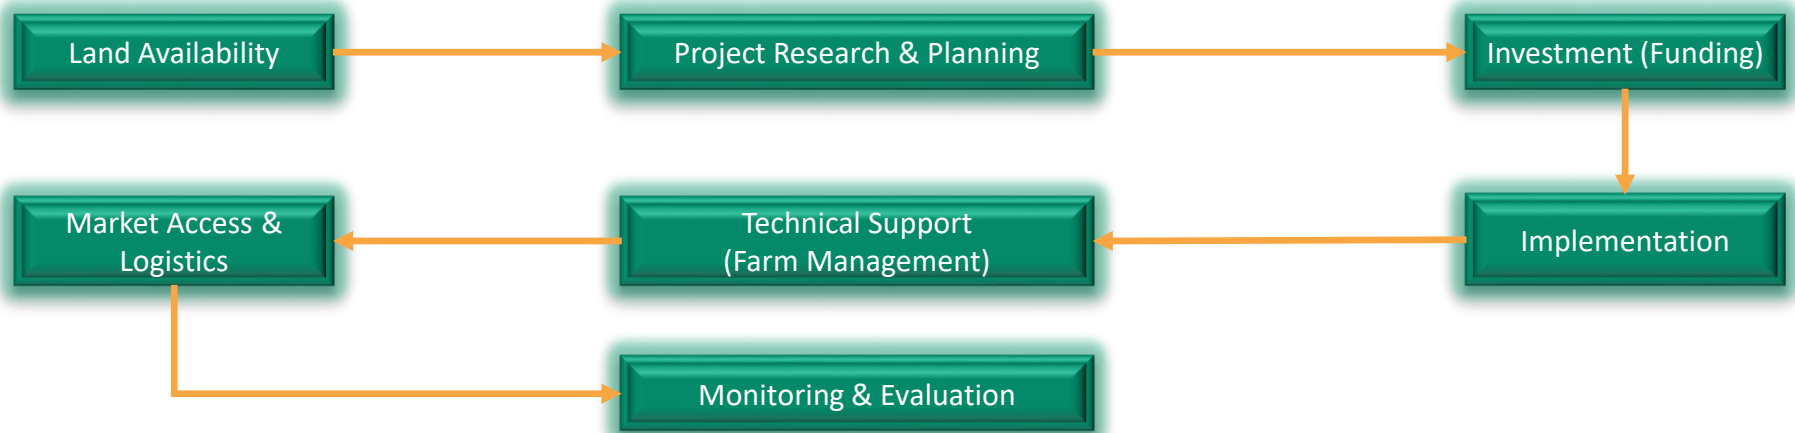 Land Availability
Project Research & Planning
Investment (Funding)
Market Access &
Logistics
Technical Support
(Farm Management)
Implementation
Monitoring & Evaluation